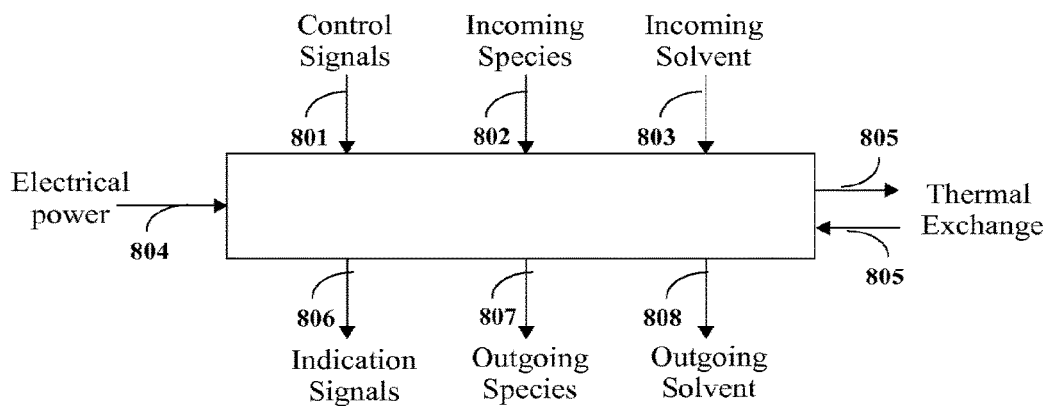 Control
Signals
Incoming
Species
Incoming
Solvent
801
802
803
805
Electrical
power
804
Thermal
Exchange
805
806
807
808
Indication
Signals
Outgoing
Species
Outgoing
Solvent